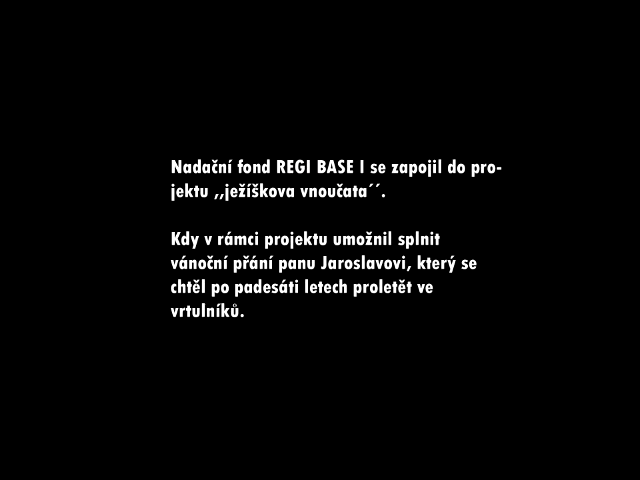 Nadační fond REGI BASE I se zapojil do pro-
jektu ,,ježíškova vnoučata´´.
Kdy v rámci projektu umožnil splnit
vánoční přání panu Jaroslavovi, který se
chtěl po padesáti letech proletět ve
vrtulníků.